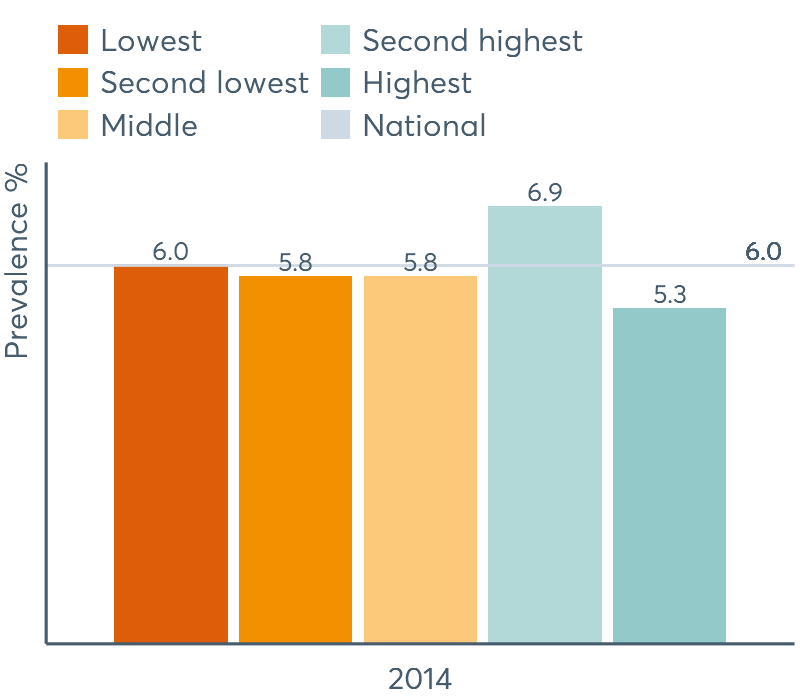 Lowest
Second lowest
Middle
Second highest
Highest
National
Prevalence %
6.0
5.8
5.8
6.9
5.3
6.0
2014